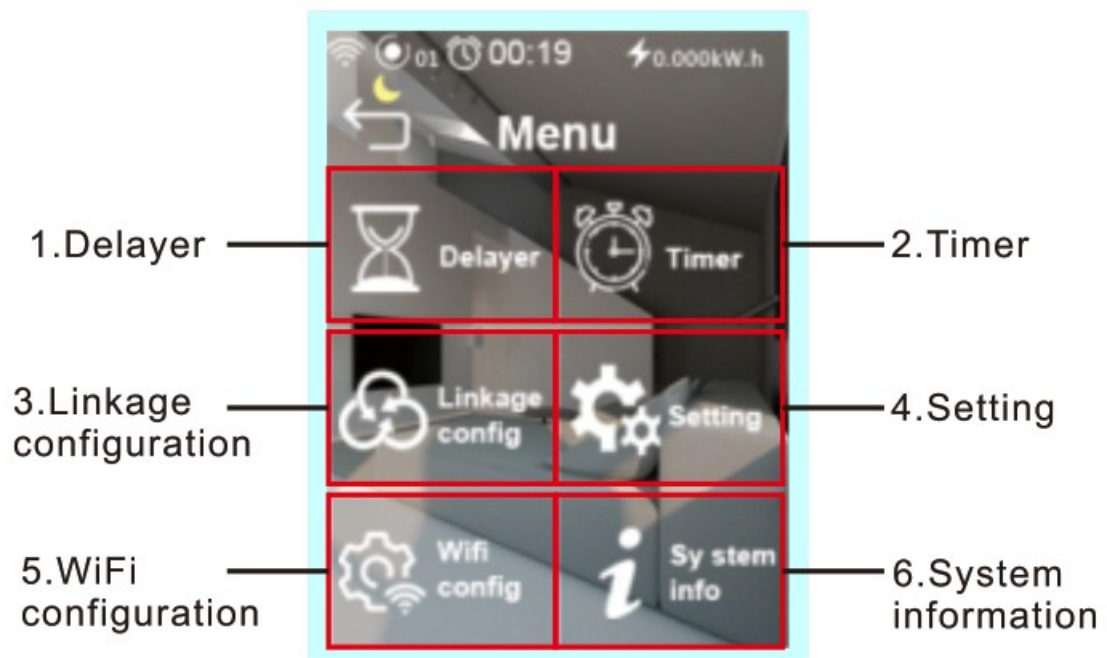 01 00:19 0.000kW.h
Menu
1.Delayer
Delayer
Timer
2.Timer
3.Linkage
configuration
Linkage
config
Setting
4.Setting
5.WiFi
configuration
Wifi
config
Sy stem
info
6.System
information